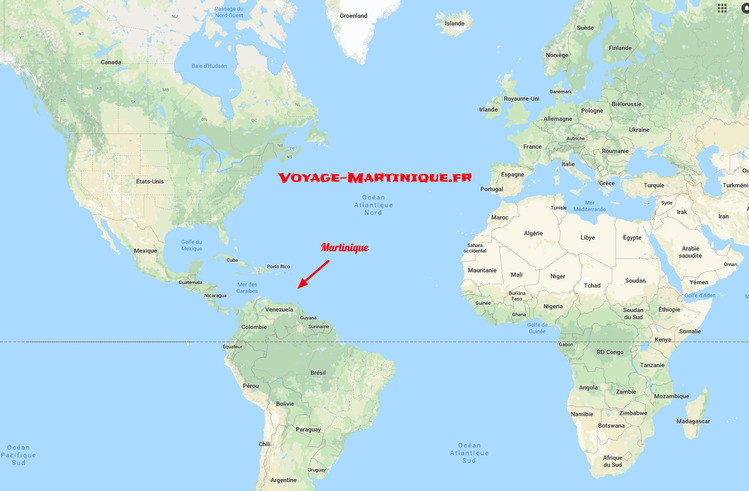 Passage du
Nord-Ouest
Groenland
Islande
Suède
Finlande
Norvège
Canada
Baie d'Hudson
Danemark
Royaume-Uni
Irlande
Biélorussie
Pologne
Allemagne
Ukraine
Autriche
France
Roumanie
Italie
Espagne
Portugal
Grèce
Turquie
Turkméni
États-Unis
VOYAGE-MARTINIQUE.FR
Océan
Atlantique
Nord
Mer
Méditerranée
Tunisie
Syrie
Irak
Iran
Maroc
Algérie
Libye
Égypte
Sahara
occidental
Arabie
saoudite
Oman
Golfe du
Mexique
Mexique
Martinique
Cuba
Porto Rico
Mauritanie
Mali
Niger
Tchad
Soudan
Yémen
Golfe d'Aden
Guatemala
Nicaragua
Mer des
Caraïbes
Burkina
Faso
Guinée
Ghana
Nigeria
Soudan
du Sud
Éthiopie
Somalie
Venezuela
Guyana
Suriname
Colombie
Golfe de
Guinée
Équateur
Gabon
RD Congo
Kenya
Tanzanie
Brésil
Pérou
Angola
Zambie
Mozambique
Bolivie
Namibie
Zimbabwe
Botswana
Madagascar
Paraguay
Chili
Océan
Pacifique
Sud
Océan
Atlantique
Sud
Afrique
du Sud
Uruguay
Argentine